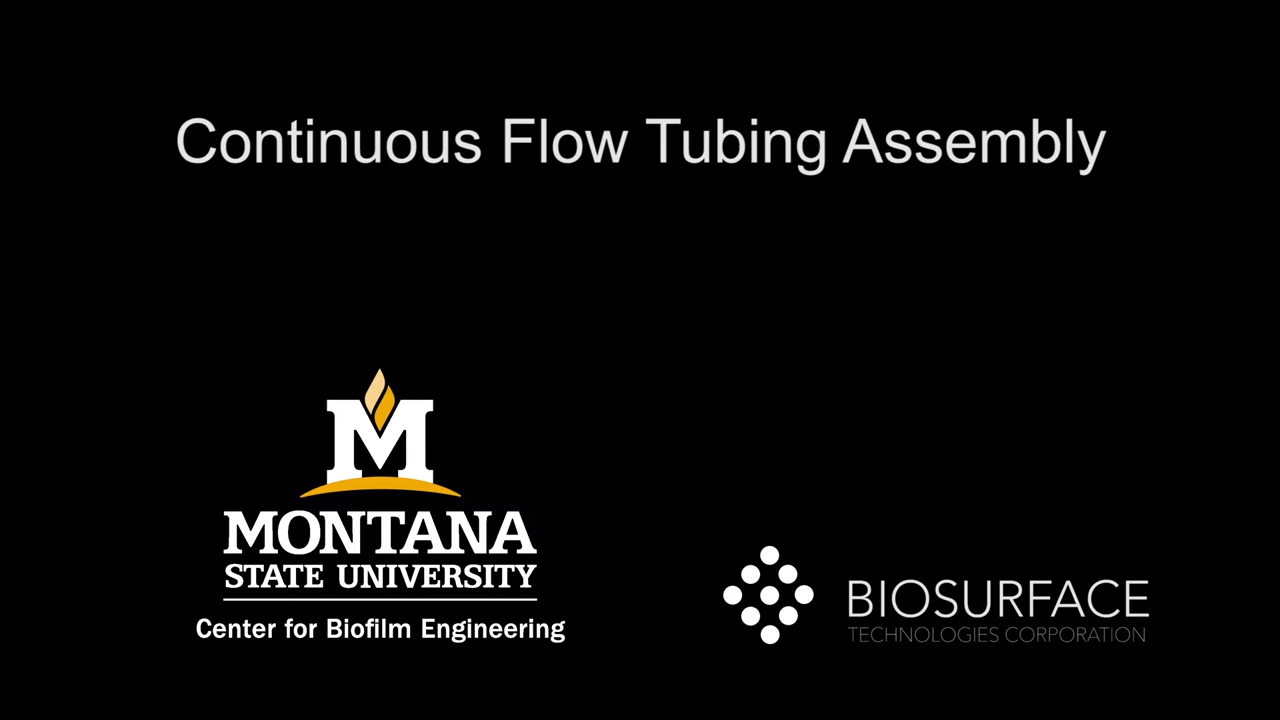 Continuous Flow Tubing Assembly
M
MONTANA
STATE UNIVERSITY
Center for Biofilm Engineering
BIOSURFACE
TECHNOLOGIES CORPORATION